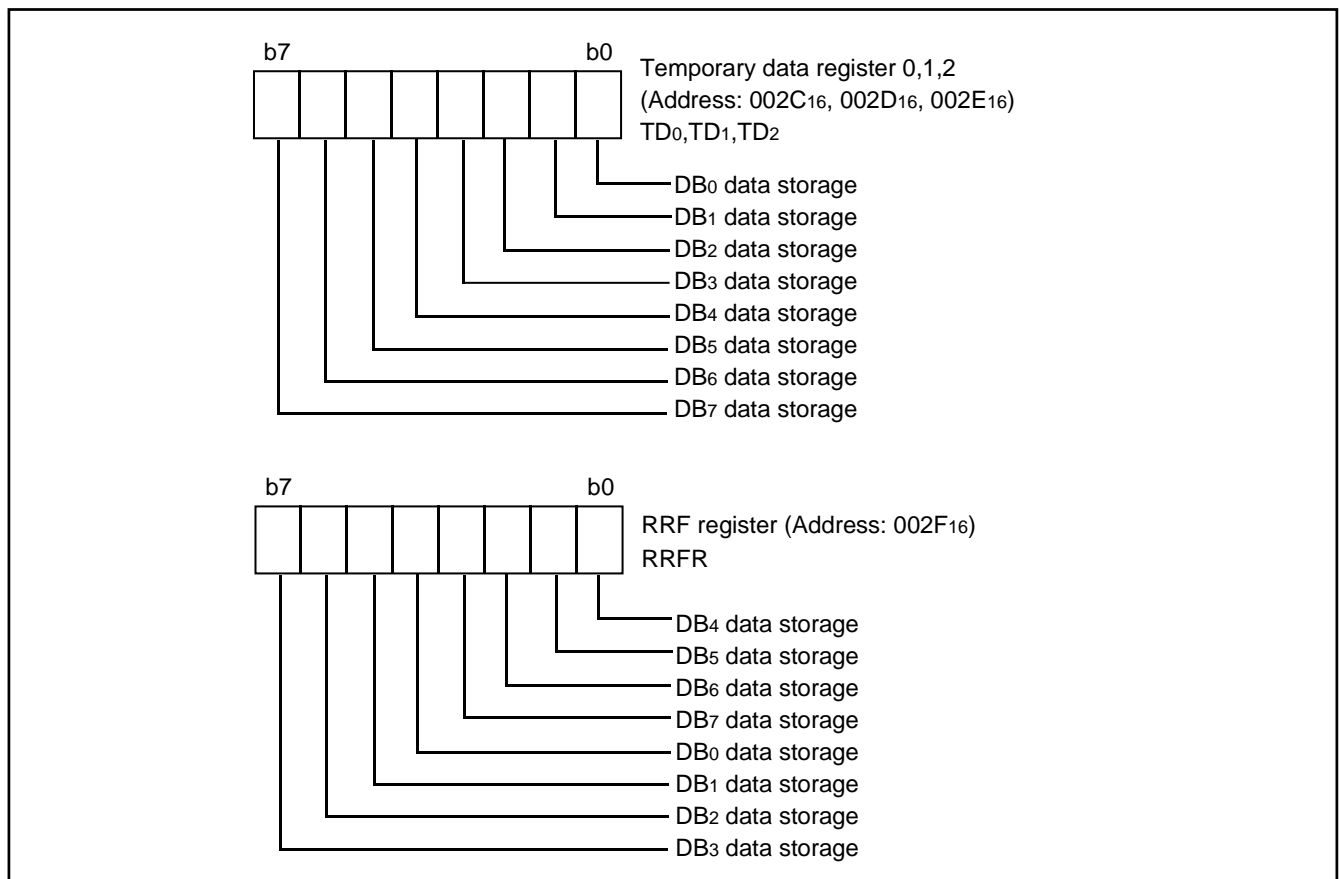 b7 b0
Temporary data register 0,1,2
(Address: 002C16, 002D16, 002E16)
TD0,TD1,TD2
DB0 data storage
DB1 data storage
DB2 data storage
DB3 data storage
DB4 data storage
DB5 data storage
DB6 data storage
DB7 data storage
b7 b0
RRF register (Address: 002F16)
RRFR
DB4 data storage
DB5 data storage
DB6 data storage
DB7 data storage
DB0 data storage
DB1 data storage
DB2 data storage
DB3 data storage